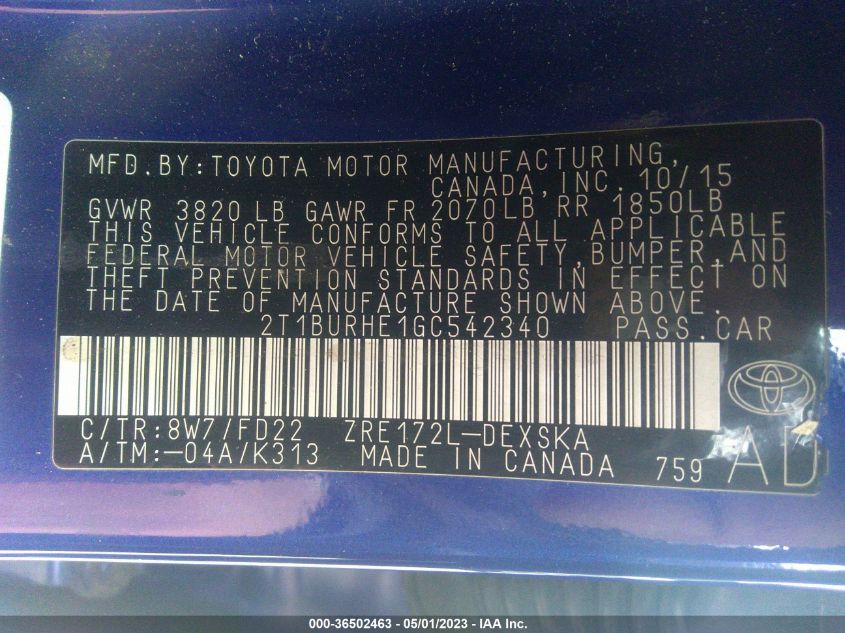 MFD.BY:TOYOTA MOTOR MANUFACTURING,
CANADA,INC. 10/15
GVWR 3820 LB GAWR FR 2070LB RR 1850LB
THIS VEHICLE CONFORMS TO ALL APPLICABLE
FEDERAL MOTOR VEHICLE SAFETY,BUMPER,AND
THEFT PREVENTION STANDARDS IN EFFECT ON
THE DATE OF MANUFACTURE SHOWN ABOVE.
2T1BURHE1GC542340 PASS.CAR
C/TR:8W7/FD22 ZRE172L-DEXSKA
A/TM:-04A/K313 MADE IN CANADA 759 AD
000-36502463 - 05/01/2023 - IAA Inc.